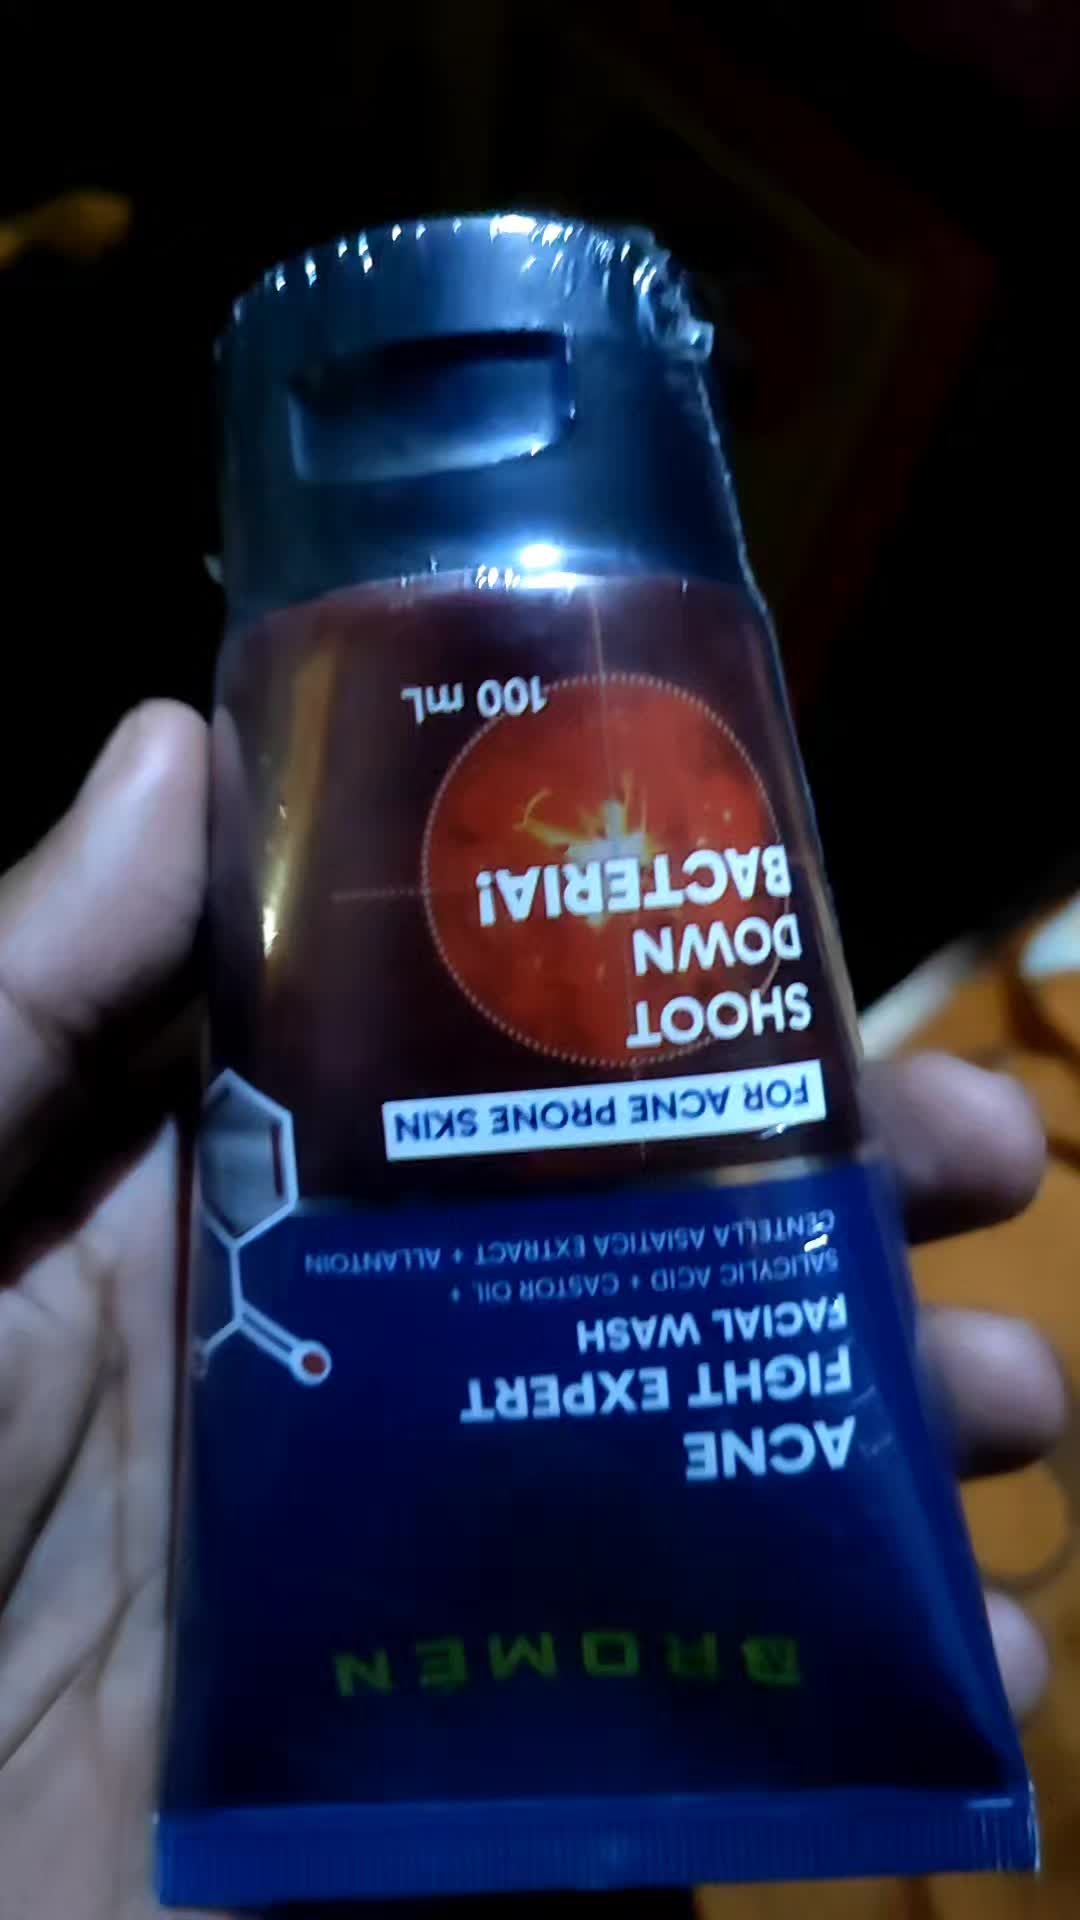 BROMEN
ACNE
FIGHT EXPERT
FACIAL WASH
SALICYLIC ACID + CASTOR OIL +
CENTELLA ASIATICA EXTRACT + ALLANTOIN
FOR ACNE PRONE SKIN
SHOOT
DOWN
BACTERIA!
100 mL